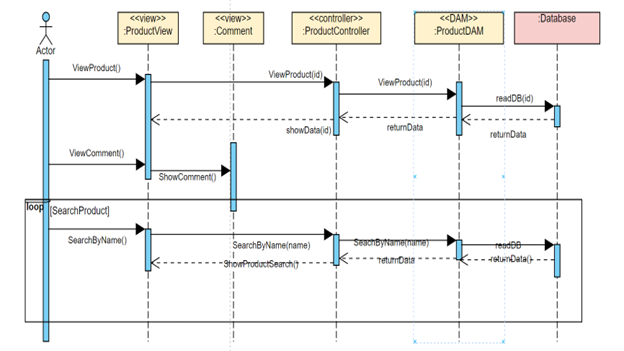 <<view>>
:ProductView
<<view>>
:Comment
<<controller>>
:ProductController
<<DAM>>
:ProductDAM
:Database
Actor
ViewProduct()
ViewProduct(id)
ViewProduct(id)
readDB(id)
showData(id)
returnData
returnData
ViewComment()
ShowComment()
loop
[SearchProduct]
SearchByName()
SearchByName(name)
SeachByName(name)
readDB
ShowProductSearch()
returnData
returnData()